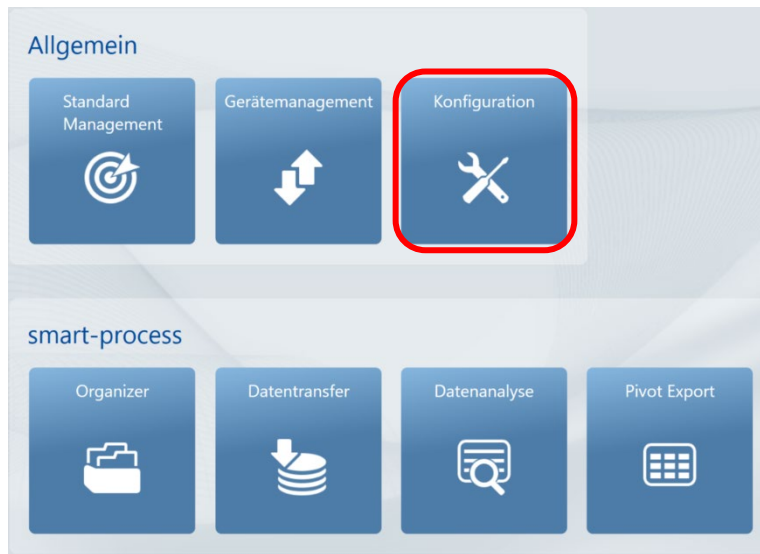 Allgemein
Standard
Management
Gerätemanagement
Konfiguration
smart-process
Organizer
Datentransfer
Datenanalyse
Pivot Export